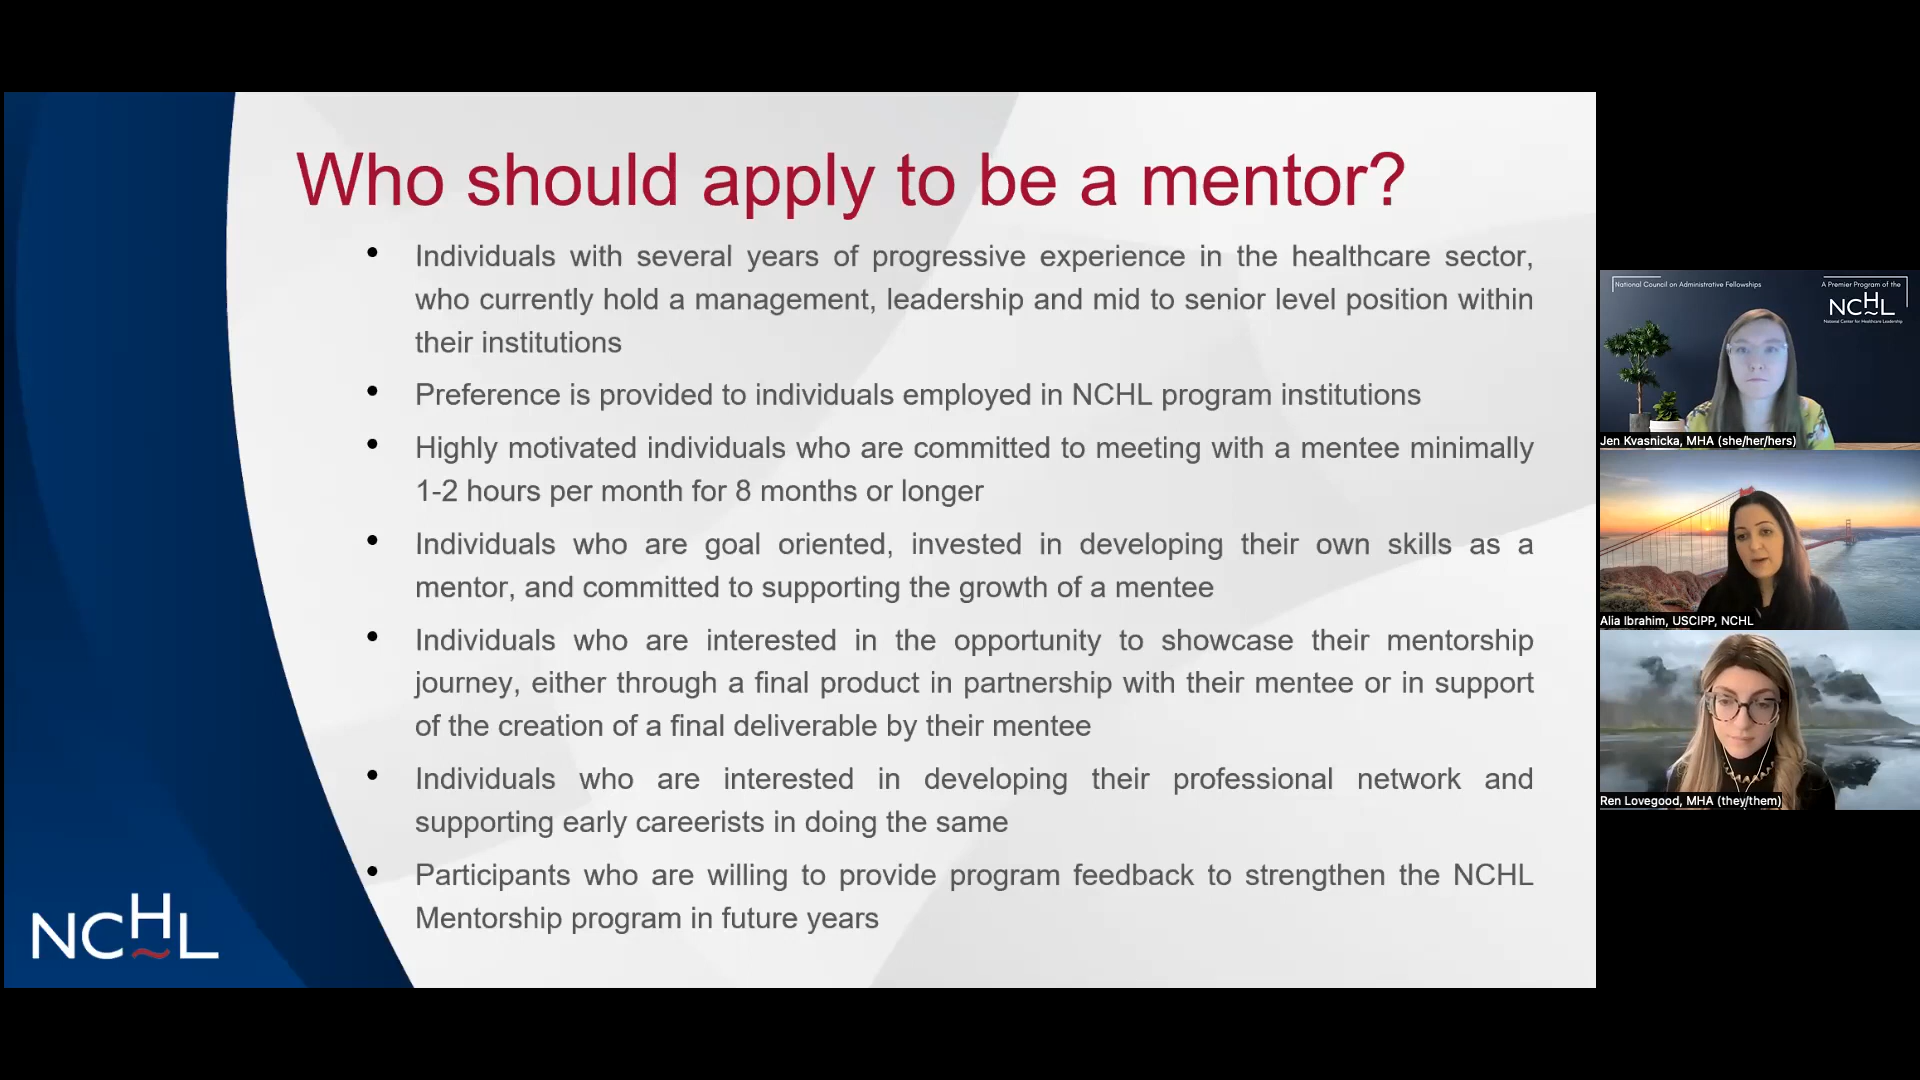 Who should apply to be a mentor?
• Individuals with several years of progressive experience in the healthcare sector,
who currently hold a management, leadership and mid to senior level position within
their institutions
• Preference is provided to individuals employed in NCHL program institutions
• Highly motivated individuals who are committed to meeting with a mentee minimally
1-2 hours per month for 8 months or longer
• Individuals who are goal oriented, invested in developing their own skills as a
mentor, and committed to supporting the growth of a mentee
• Individuals who are interested in the opportunity to showcase their mentorship
journey, either through a final product in partnership with their mentee or in support
of the creation of a final deliverable by their mentee
• Individuals who are interested in developing their professional network and
supporting early careerists in doing the same
• Participants who are willing to provide program feedback to strengthen the NCHL
Mentorship program in future years
NCHL
National Council on Administrative Fellowships
A Premier Program of the
NCHL
National Center for Healthcare Leadership
Jen Kvasnicka, MHA (she/her/hers)
Alia Ibrahim, USCIPP, NCHL
Ren Lovegood, MHA (they/them)